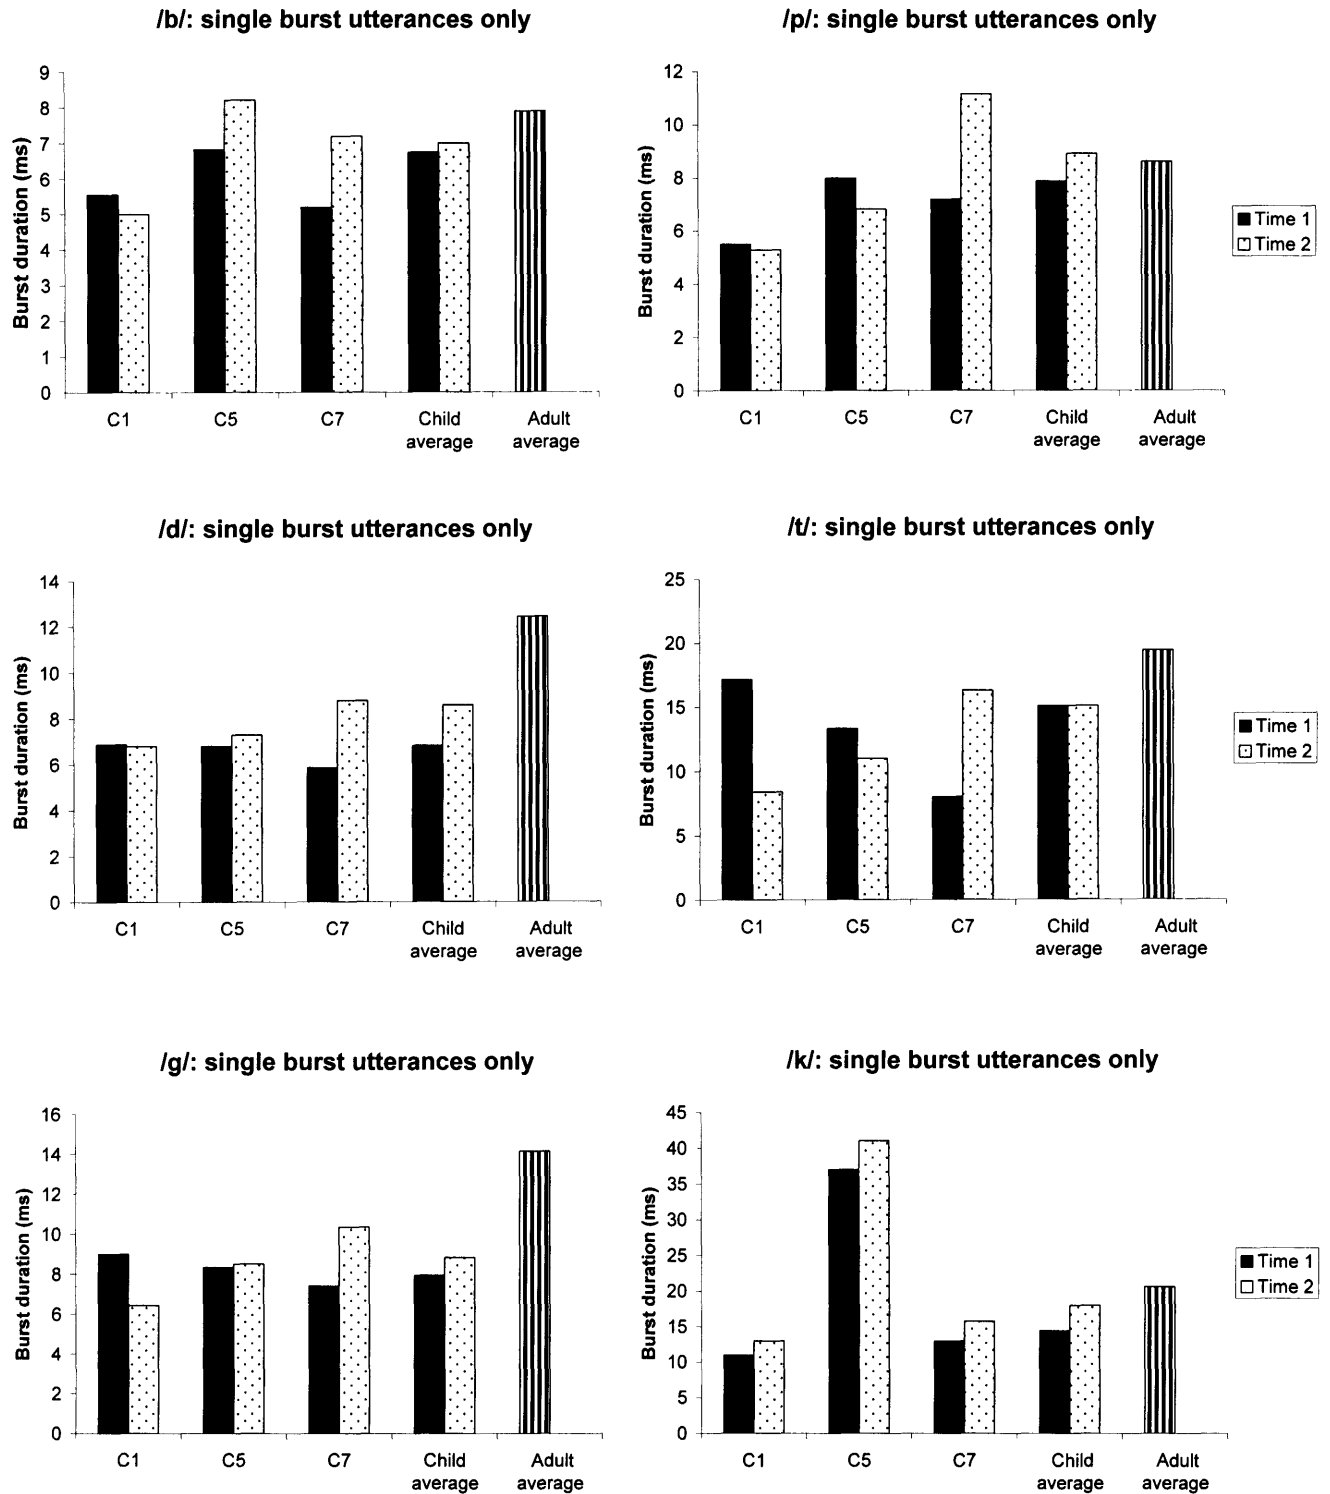 /b/: single burst utterances only
Burst duration (ms)
9
8
7
6
5
4
3
2
1
0
C1 C5 C7 Child average Adult average
/p/: single burst utterances only
Burst duration (ms)
12
10
8
6
4
2
0
C1 C5 C7 Child average Adult average
Time 1
Time 2
/d/: single burst utterances only
Burst duration (ms)
14
12
10
8
6
4
2
0
C1 C5 C7 Child average Adult average
/t/: single burst utterances only
Burst duration (ms)
25
20
15
10
5
0
C1 C5 C7 Child average Adult average
Time 1
Time 2
/g/: single burst utterances only
Burst duration (ms)
16
14
12
10
8
6
4
2
0
C1 C5 C7 Child average Adult average
/k/: single burst utterances only
Burst duration (ms)
45
40
35
30
25
20
15
10
5
0
C1 C5 C7 Child average Adult average
Time 1
Time 2